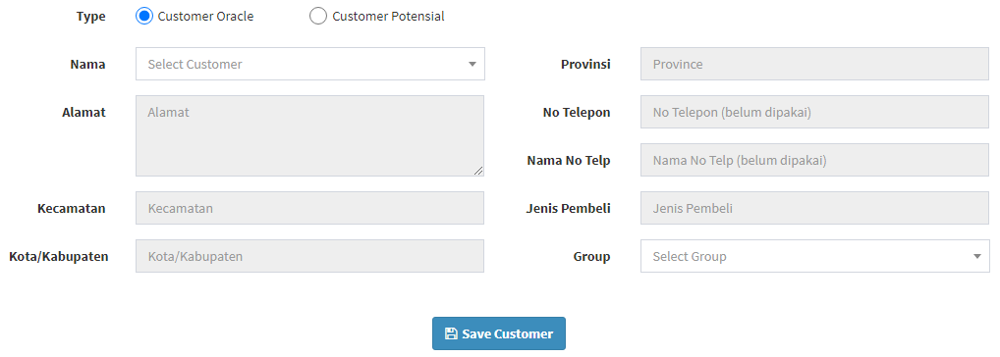 Type Customer Oracle Customer Potensial
Nama Select Customer Provinsi Province
Alamat Alamat No Telepon No Telepon (belum dipakai)
Nama No Telp Nama No Telp (belum dipakai)
Kecamatan Kecamatan Jenis Pembeli Jenis Pembeli
Kota/Kabupaten Kota/Kabupaten Group Select Group
Save Customer